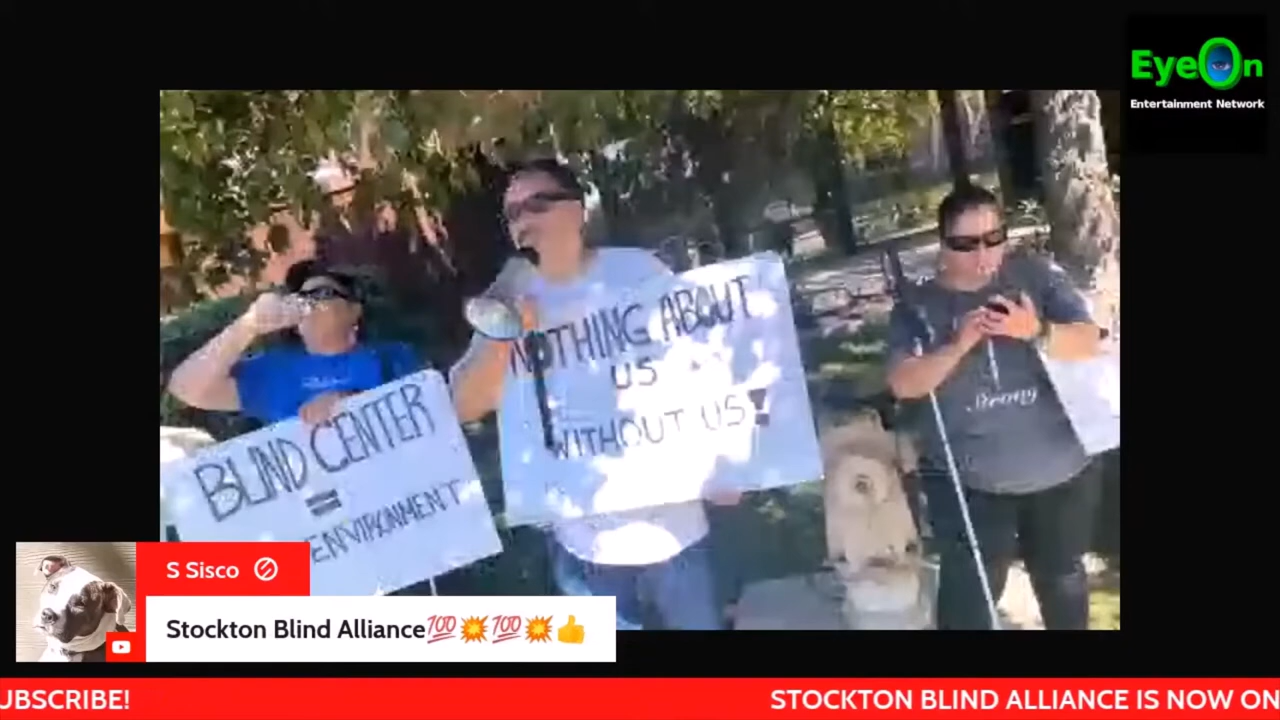 EyeOn
Entertainment Network
NOTHING ABOUT
US
WITHOUT US!
BLIND CENTER
=
ENVIRONMENT
Strong
S Sisco
Stockton Blind Alliance💯💥💯💥👍
UBSCRIBE!
STOCKTON BLIND ALLIANCE IS NOW ON